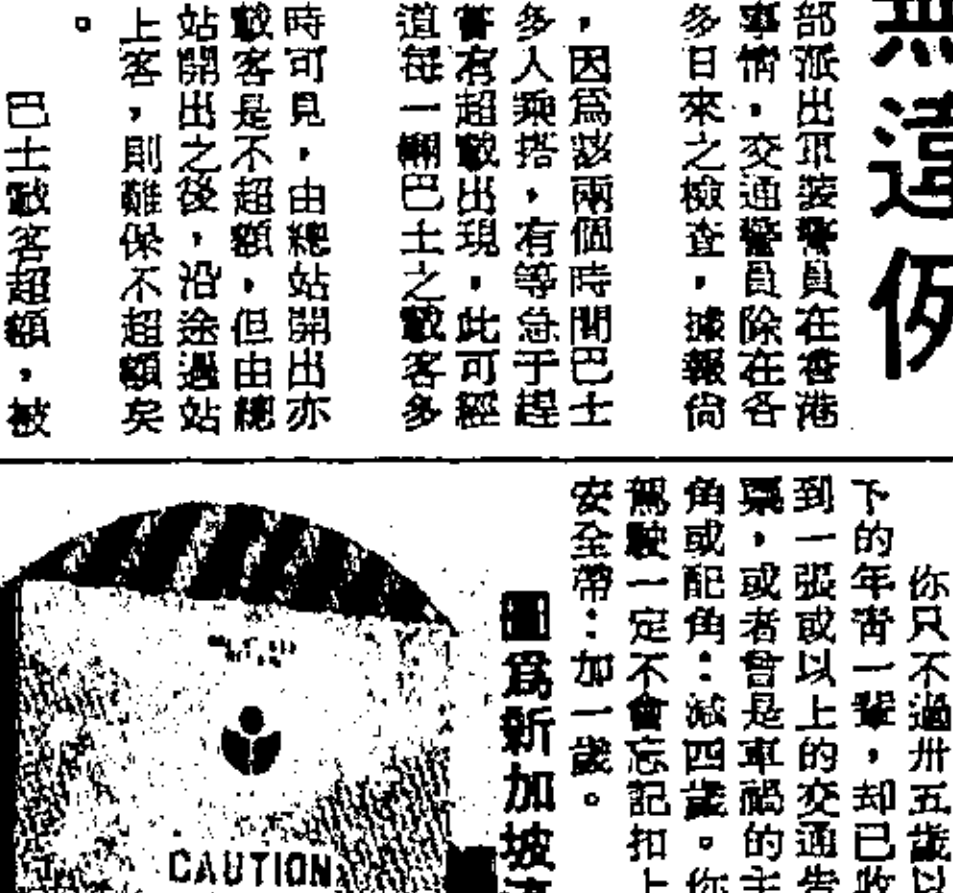 無違例
部派出軍裝警員在香港
事情,交通警員除在各
多日來之檢查,據報尙
,因爲該兩個時間巴士
多人乘搭,有等急于趕
嘗有超載出現,此可經
道每一輛巴士之載客多
時可見,由總站開出亦
載客是不超額,但由總
站開出之後,沿途過站
上客,則難保不超額矣
。
巴士載客超額,被
你只不過卅五歲以
下的年靑一輩,却已收
到一張或以上的交通告
票,或者曾是車禍的主
角或配角:減四歲。你
駕駛一定不會忘記扣上
安全帶:加一歲。
圖爲新加坡
CAUTION